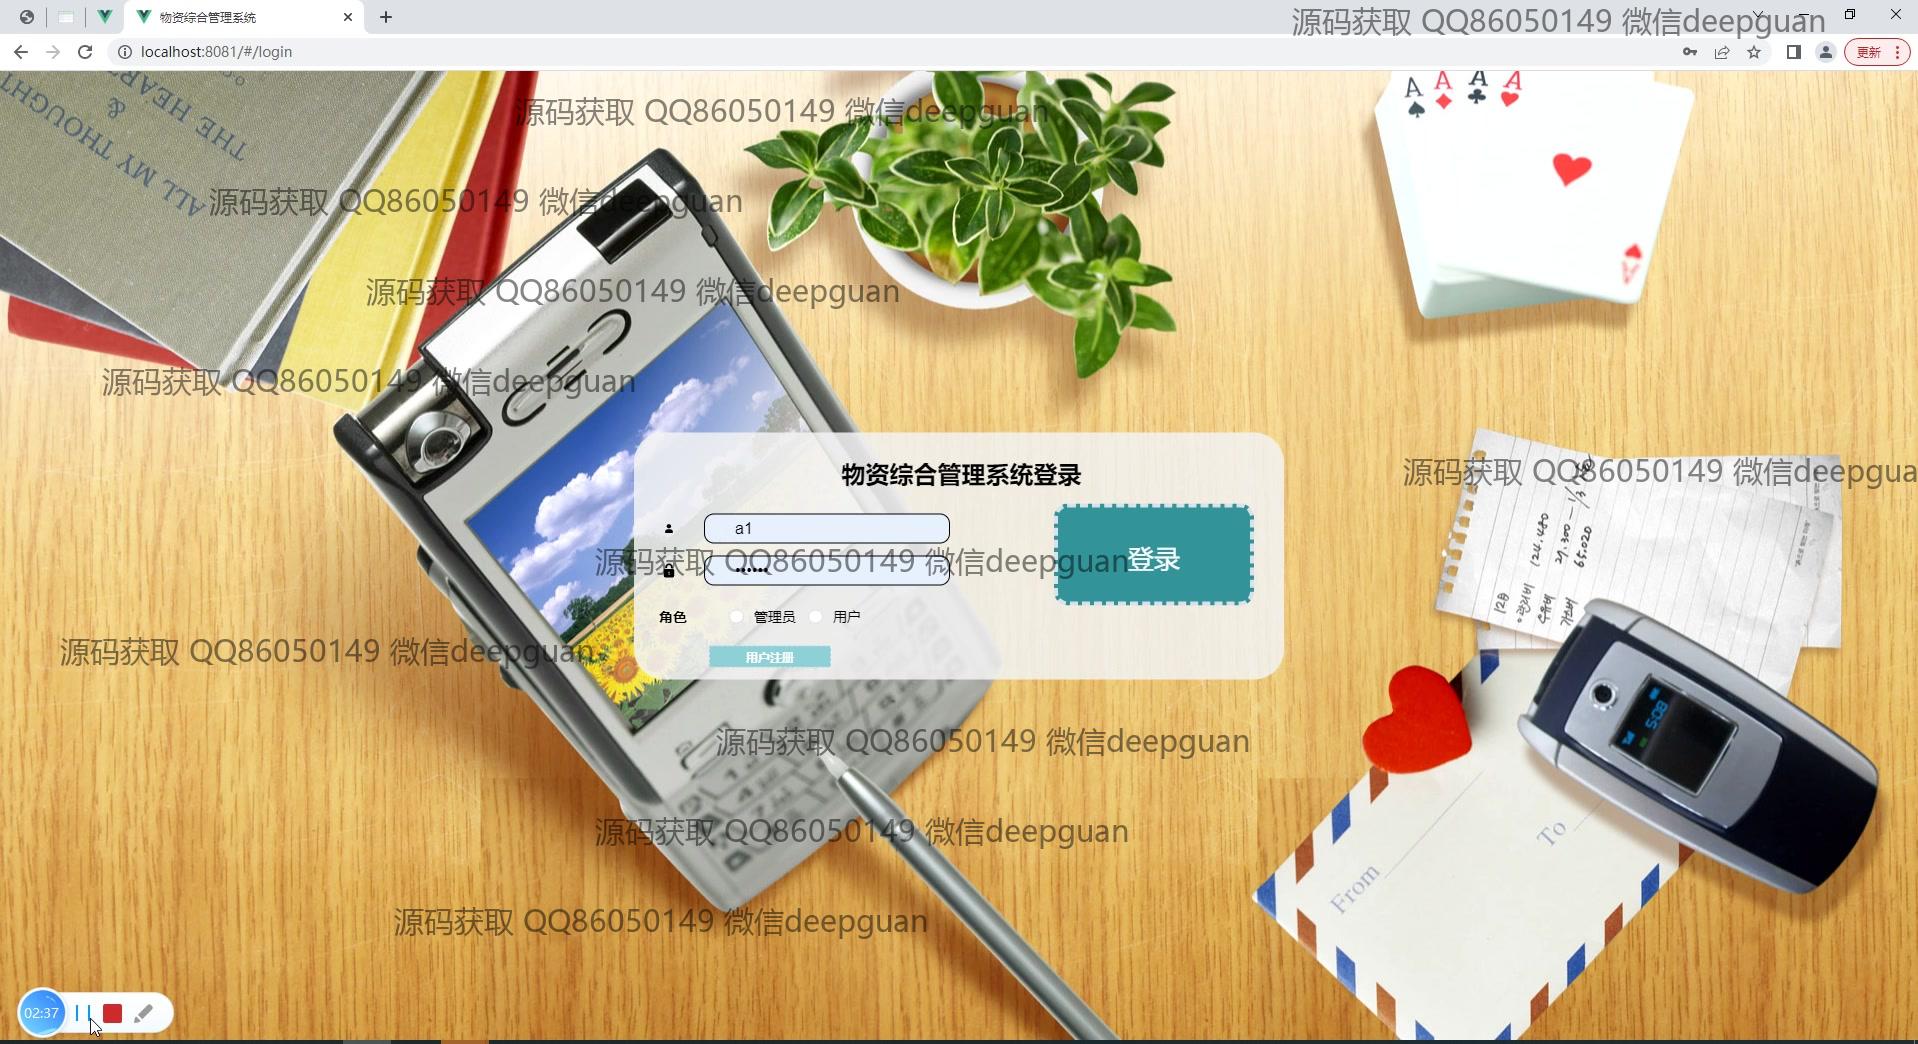 物资综合管理系统
源码获取 QQ86050149 微信deepguan
localhost:8081/#/login
更新
THE HEART
&
ALL MY THOUGHT
源码获取 QQ86050149 微信deepguan
A A A A
源码获取 QQ86050149 微信deepguan
A
源码获取 QQ86050149 微信deepguan
源码获取 QQ86050149 微信deepguan
物资综合管理系统登录
源码获取 QQ86050149 微信deepgua
a1
登录
源码获取 QQ86050149 微信deepguan
角色 管理员 用户
源码获取 QQ86050149 微信deepguan
用户注册
源码获取 QQ86050149 微信deepguan
源码获取 QQ86050149 微信deepguan
From
To
源码获取 QQ86050149 微信deepguan
02:37